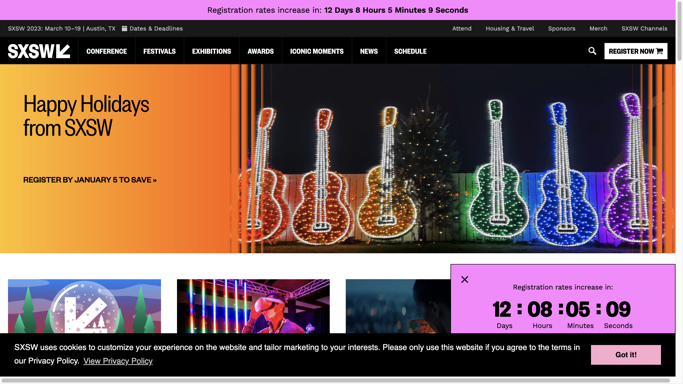 Registration rates increase in: 12 Days 8 Hours 5 Minutes 9 Seconds
SXSW 2023: March 10–19 | Austin, TX Dates & Deadlines Attend Housing & Travel Sponsors Merch SXSW Channels
SXSW CONFERENCE FESTIVALS EXHIBITIONS AWARDS ICONIC MOMENTS NEWS SCHEDULE REGISTER NOW
Happy Holidays
from SXSW
REGISTER BY JANUARY 5 TO SAVE »
Registration rates increase in:
12 : 08 : 05 : 09
Days Hours Minutes Seconds
SXSW uses cookies to customize your experience on the website and tailor marketing to your interests. Please only use this website if you agree to the terms in
our Privacy Policy. View Privacy Policy
Got it!